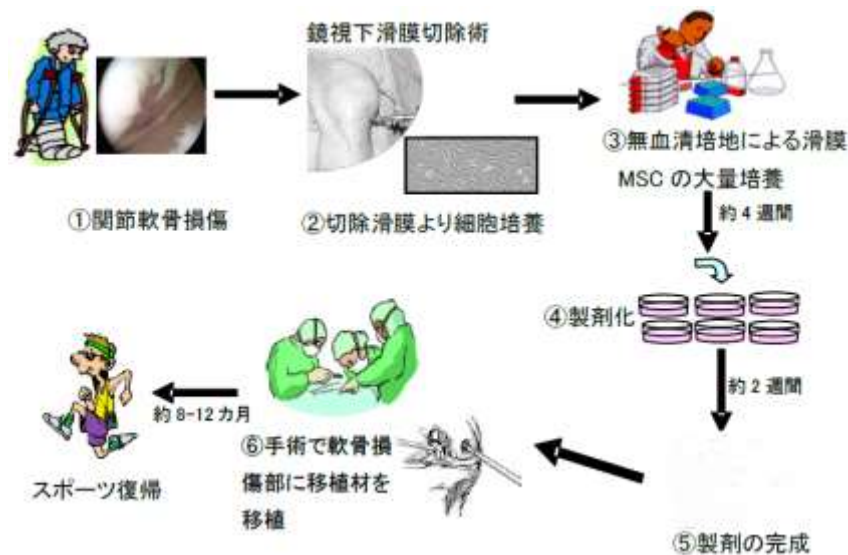 鏡視下滑膜切除術
①関節軟骨損傷
②切除滑膜より細胞培養
③無血清培地による滑膜
MSC の大量培養
約 4 週間
④製剤化
約 2 週間
⑤製剤の完成
⑥手術で軟骨損
傷部に移植材を
移植
約 8-12 カ月
スポーツ復帰